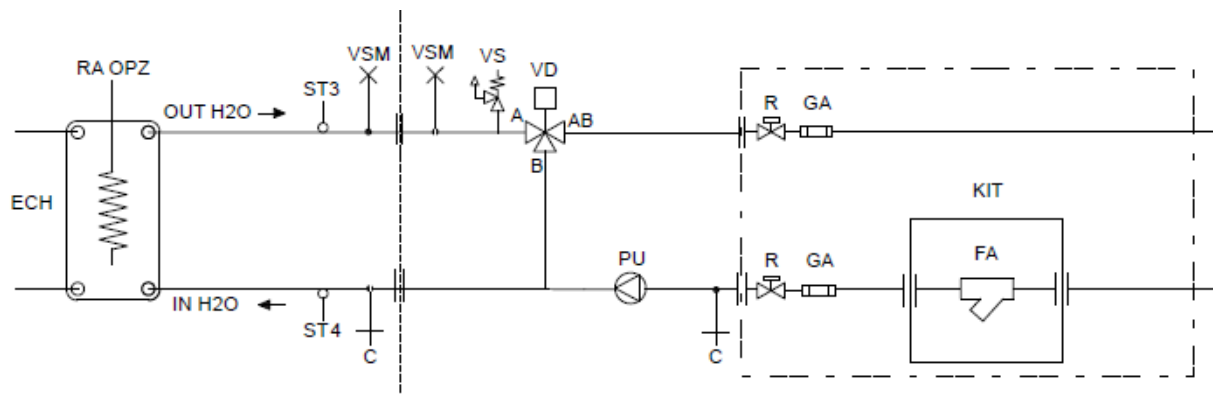 VSM
VSM
VS
RA OPZ
VD
ST3
R
GA
OUT H2O
A
AB
B
ECH
KIT
PU
R
GA
FA
IN H2O
ST4
C
C